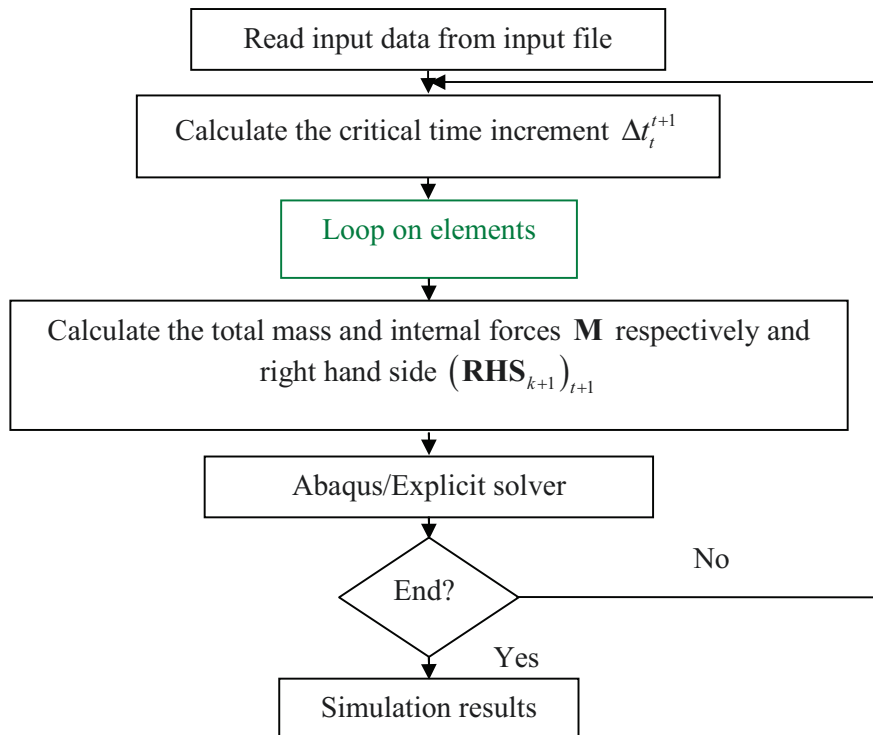 Read input data from input file
Calculate the critical time increment Δt_t^{t+1}
Loop on elements
Calculate the total mass and internal forces M respectively and
right hand side (RHS_{k+1})_{t+1}
Abaqus/Explicit solver
End?
No
Yes
Simulation results